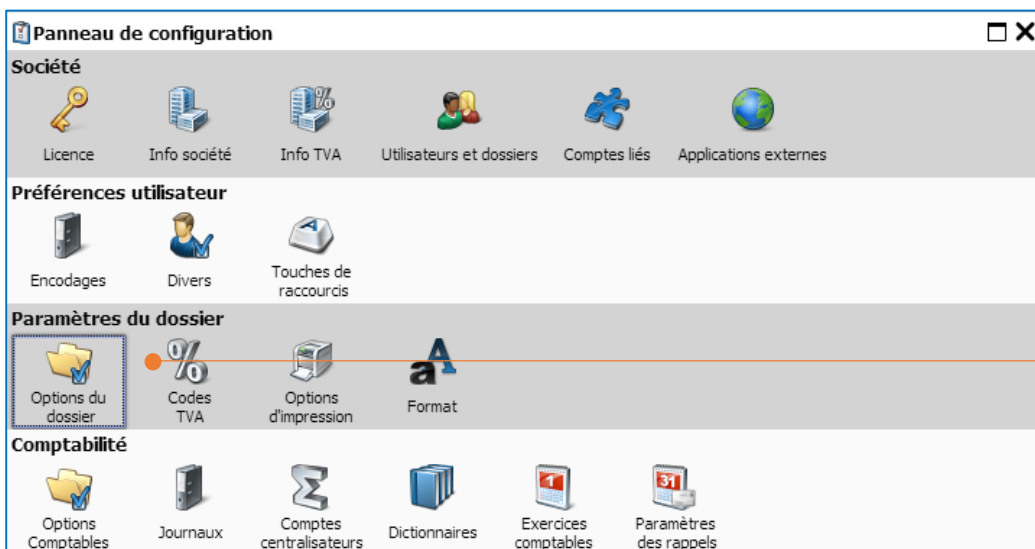 Panneau de configuration
Société
Licence Info société Info TVA Utilisateurs et dossiers Comptes liés Applications externes
Préférences utilisateur
Encodages Divers Touches de
raccourcis
Paramètres du dossier
Options du Codes Options Format
dossier TVA d'impression
Comptabilité
Options Journaux Comptes Dictionnaires Exercices Paramètres
Comptables centralisateurs comptables des rappels